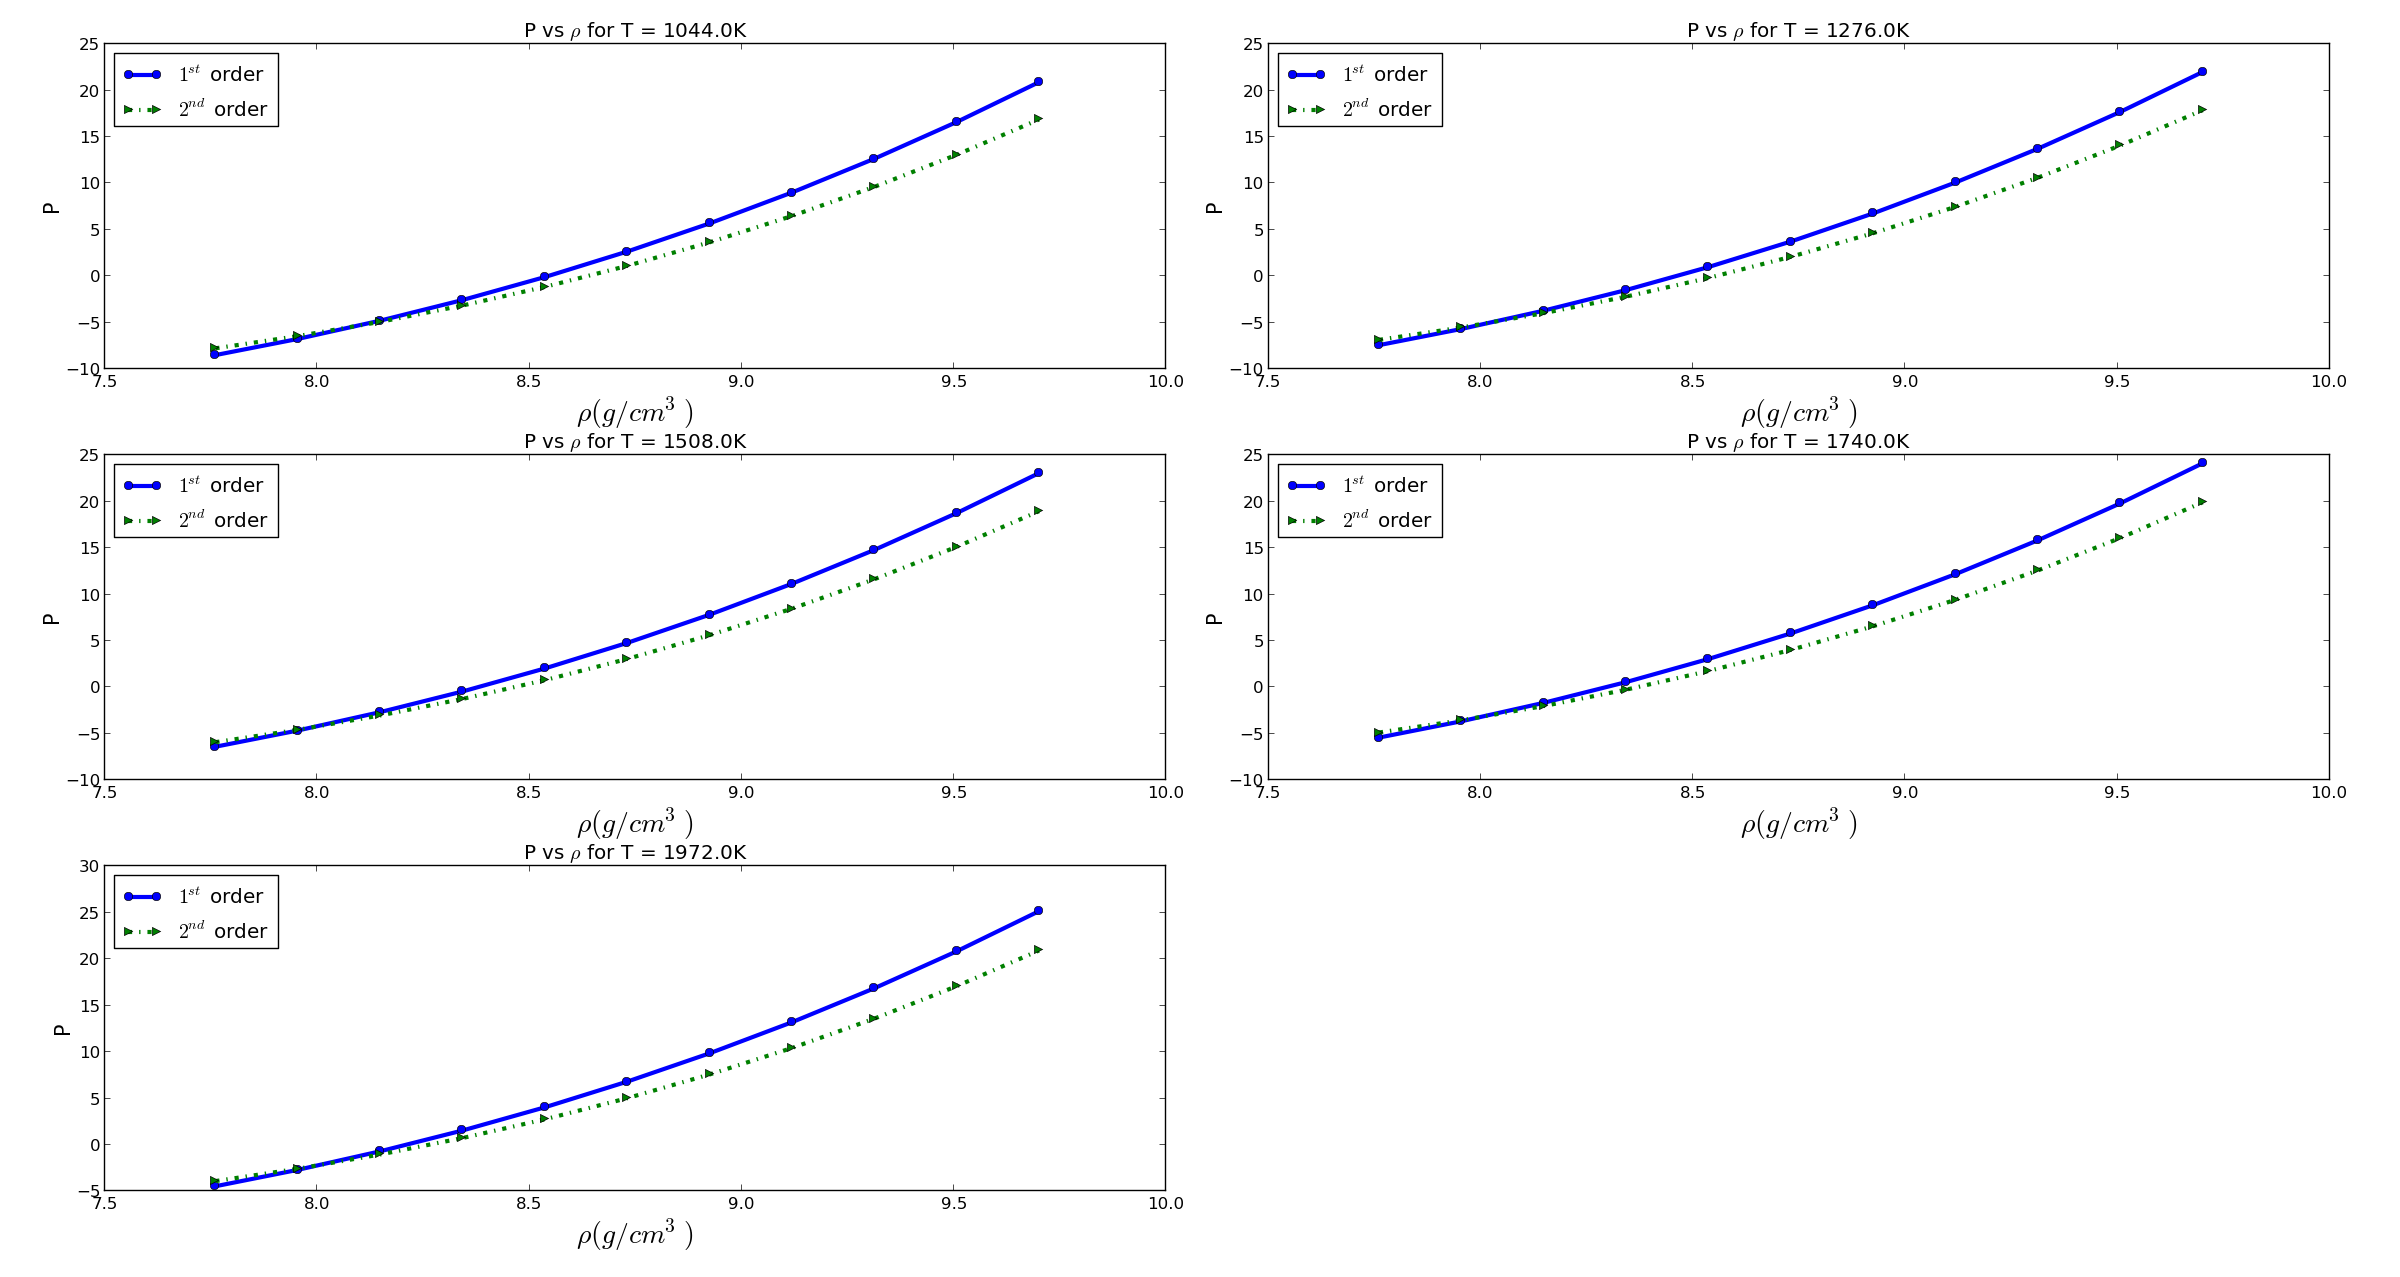 P vs ρ for T = 1044.0K
25
20
15
10
5
0
−5
−10
P
1st order
2nd order
7.5 8.0 8.5 9.0 9.5 10.0
ρ(g/cm3 )
P vs ρ for T = 1276.0K
25
20
15
10
5
0
−5
−10
P
1st order
2nd order
7.5 8.0 8.5 9.0 9.5 10.0
ρ(g/cm3 )
P vs ρ for T = 1508.0K
25
20
15
10
5
0
−5
−10
P
1st order
2nd order
7.5 8.0 8.5 9.0 9.5 10.0
ρ(g/cm3 )
P vs ρ for T = 1740.0K
25
20
15
10
5
0
−5
−10
P
1st order
2nd order
7.5 8.0 8.5 9.0 9.5 10.0
ρ(g/cm3 )
P vs ρ for T = 1972.0K
30
25
20
15
10
5
0
−5
P
1st order
2nd order
7.5 8.0 8.5 9.0 9.5 10.0
ρ(g/cm3 )